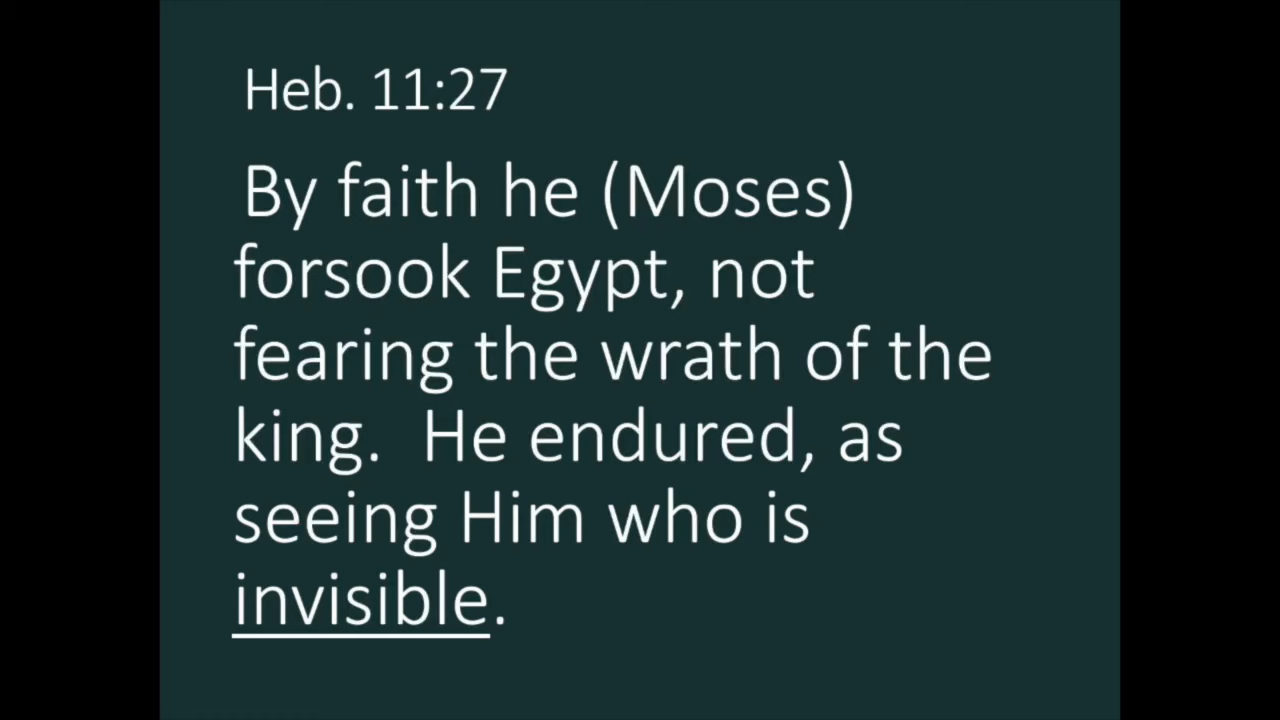 Heb. 11:27
By faith he (Moses)
forsook Egypt, not
fearing the wrath of the
king.  He endured, as
seeing Him who is
invisible.